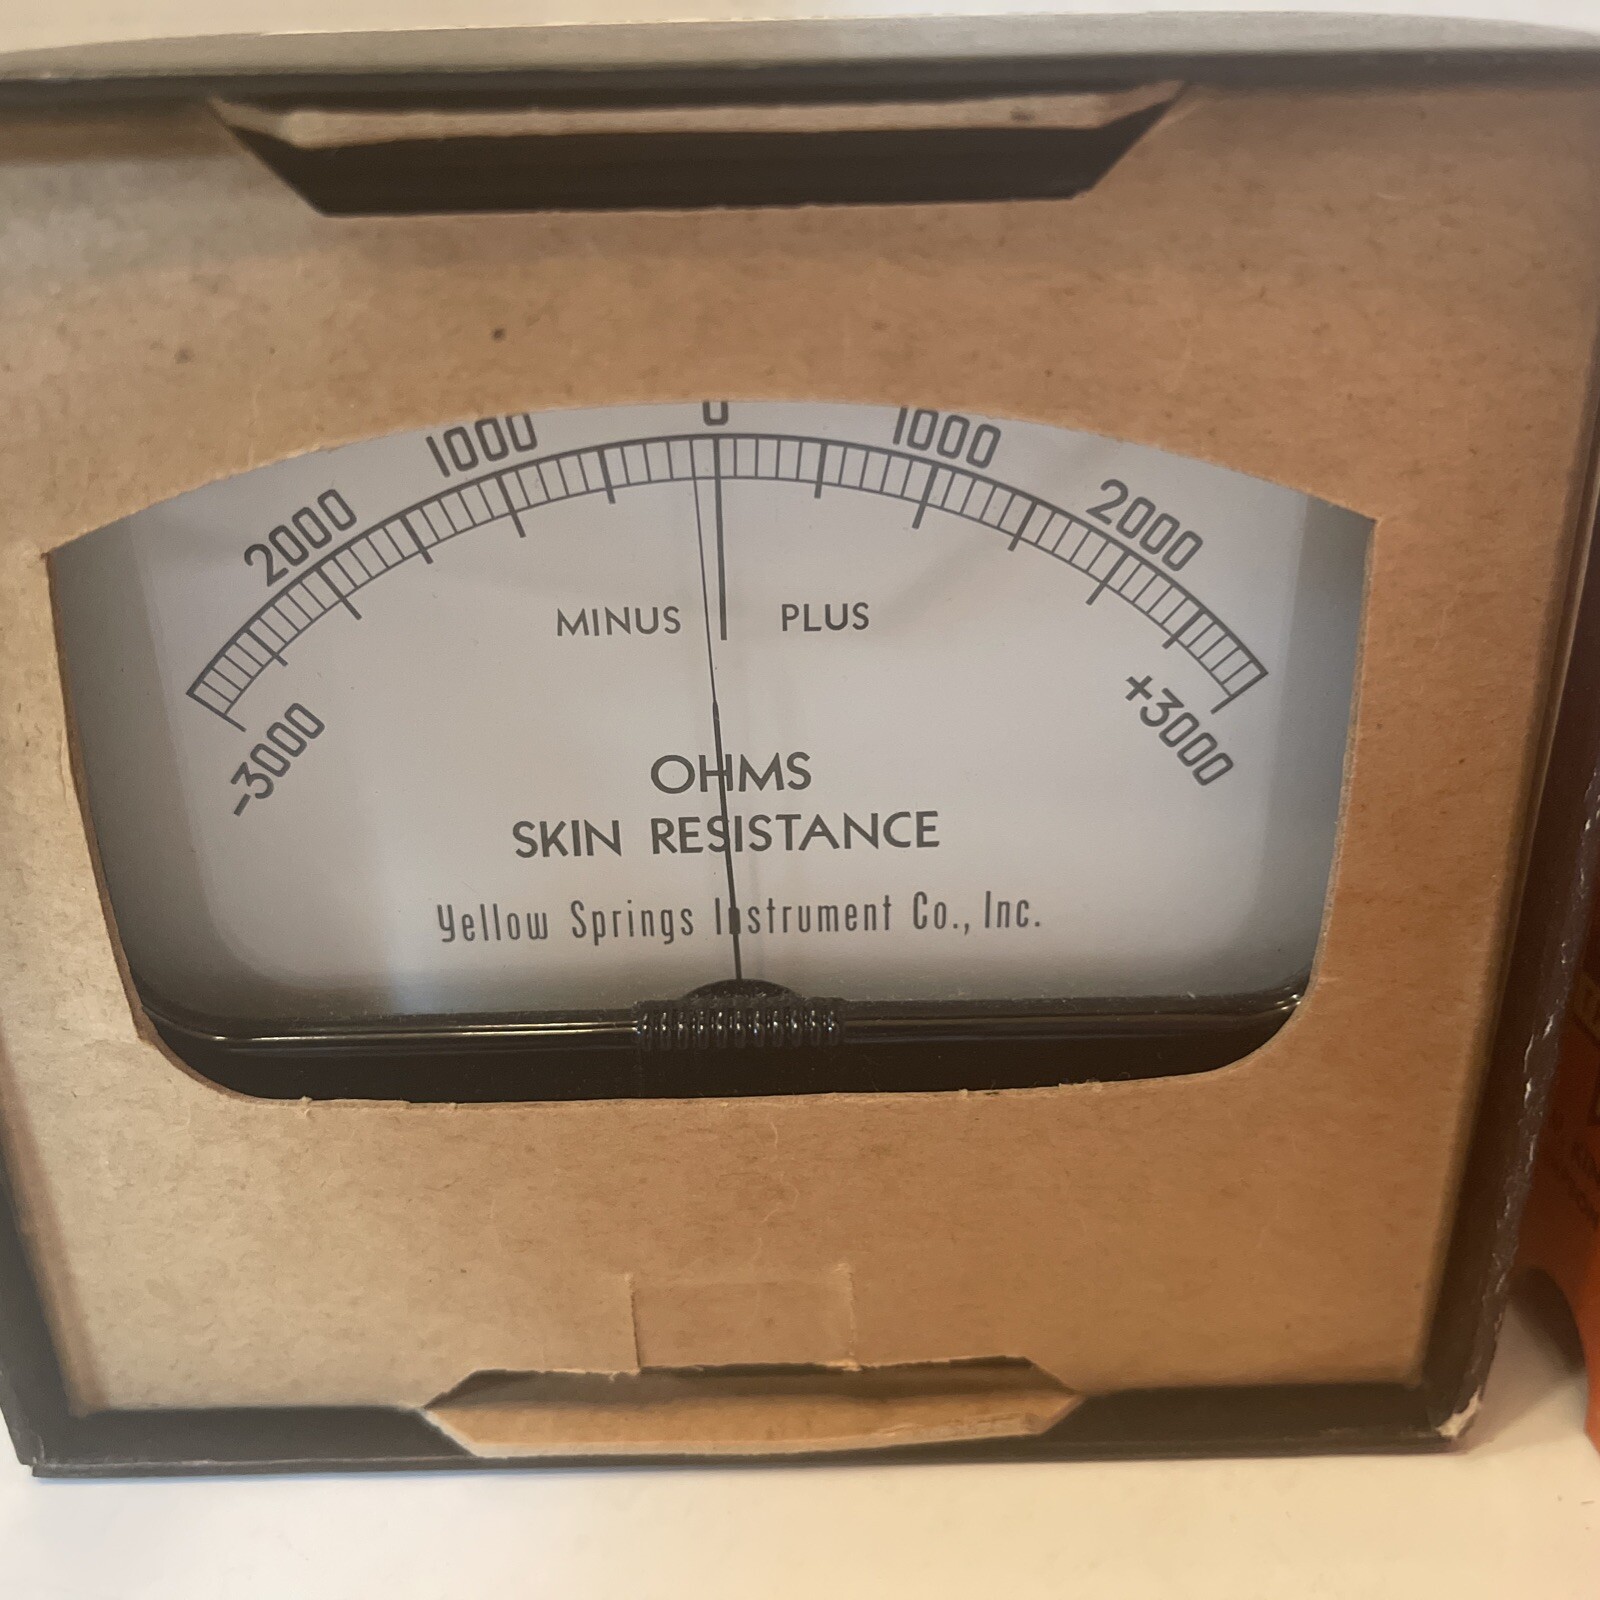 2000 1000 0 1000 2000
-3000 +3000
MINUS PLUS
OHMS
SKIN RESISTANCE
Yellow Springs Instrument Co., Inc.